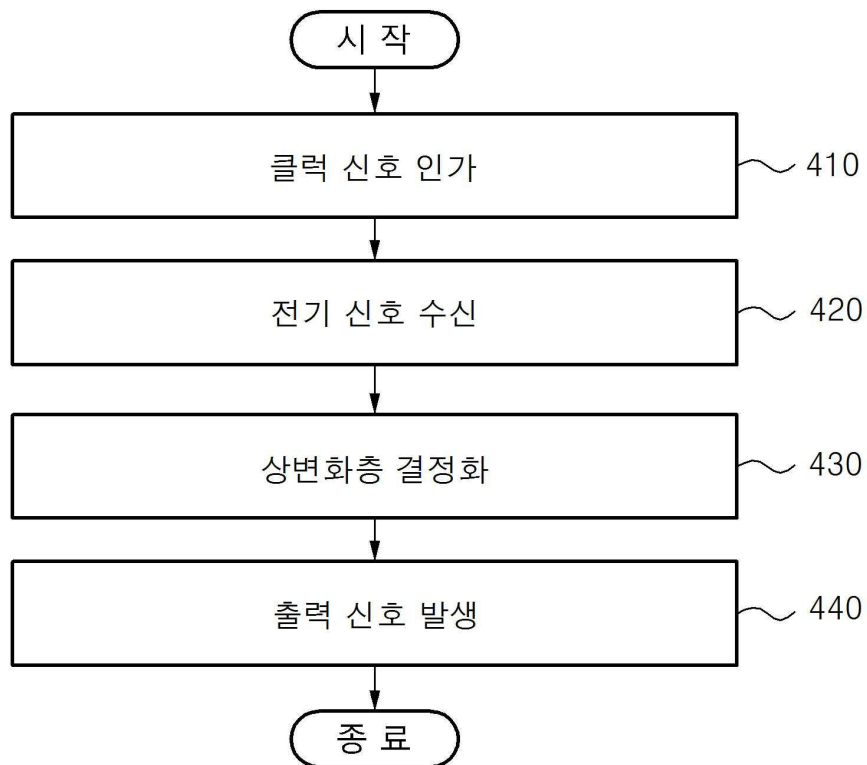 시 작
클럭 신호 인가
410
전기 신호 수신
420
상변화층 결정화
430
출력 신호 발생
440
종 료